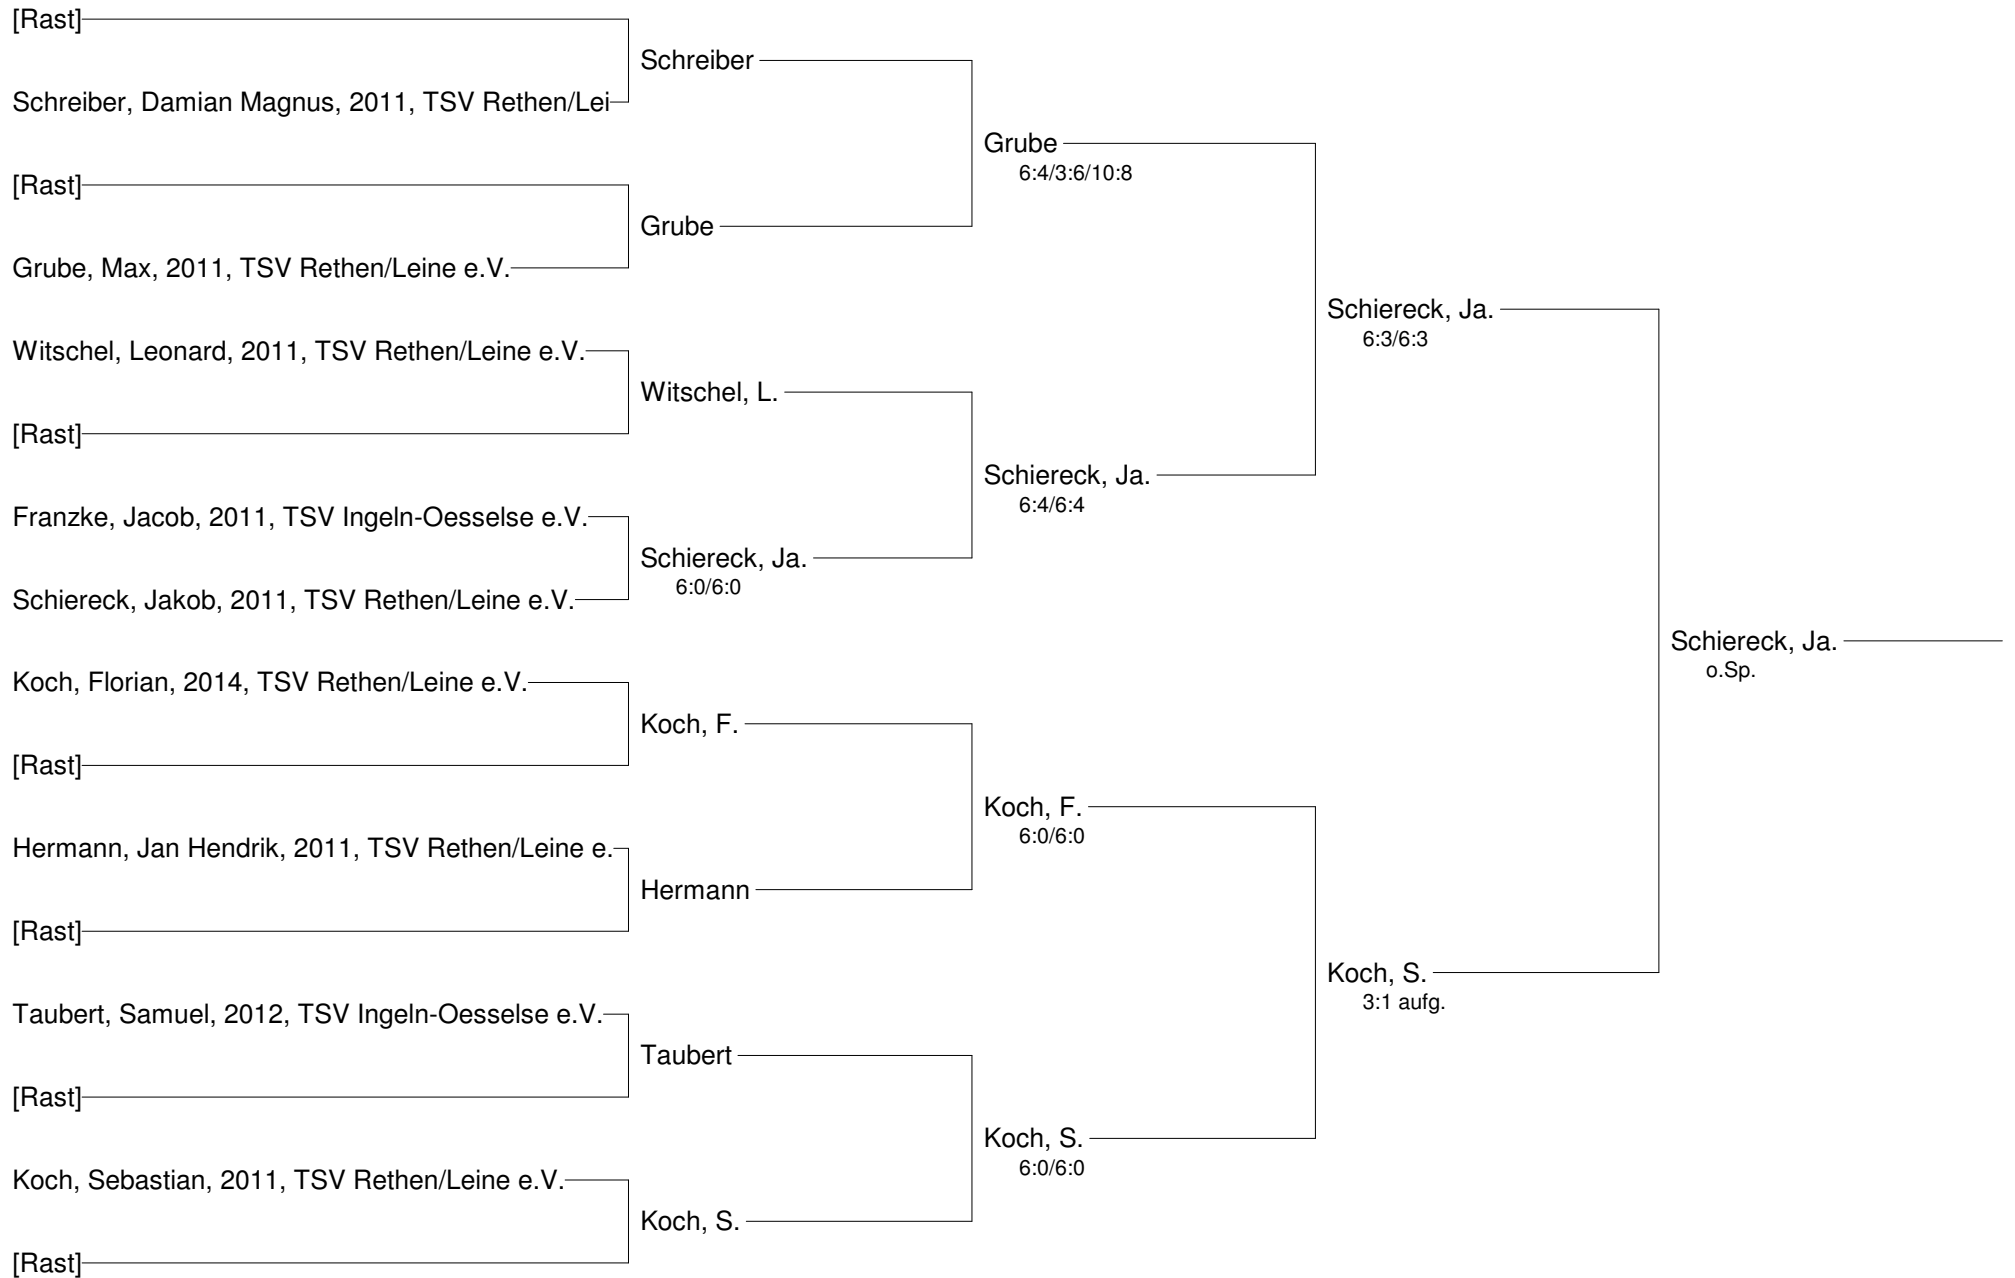 [Rast]
Schreiber, Damian Magnus, 2011, TSV Rethen/Lei
[Rast]
Grube, Max, 2011, TSV Rethen/Leine e.V.
Witschel, Leonard, 2011, TSV Rethen/Leine e.V.
[Rast]
Franzke, Jacob, 2011, TSV Ingeln-Oesselse e.V.
Schiereck, Jakob, 2011, TSV Rethen/Leine e.V.
Koch, Florian, 2014, TSV Rethen/Leine e.V.
[Rast]
Hermann, Jan Hendrik, 2011, TSV Rethen/Leine e.
[Rast]
Taubert, Samuel, 2012, TSV Ingeln-Oesselse e.V.
[Rast]
Koch, Sebastian, 2011, TSV Rethen/Leine e.V.
[Rast]
Schreiber
Grube
Witschel, L.
Schiereck, Ja.
6:0/6:0
Koch, F.
Hermann
Taubert
Koch, S.
Grube
6:4/3:6/10:8
Schiereck, Ja.
6:4/6:4
Koch, F.
6:0/6:0
Koch, S.
6:0/6:0
Schiereck, Ja.
6:3/6:3
Koch, S.
3:1 aufg.
Schiereck, Ja.
o.Sp.